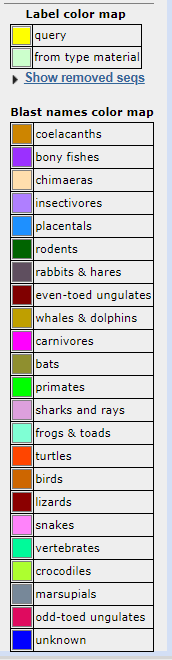 Label color map
query
from type material
Show removed seqs
Blast names color map
coelacanths
bony fishes
chimaeras
insectivores
placentals
rodents
rabbits & hares
even-toed ungulates
whales & dolphins
carnivores
bats
primates
sharks and rays
frogs & toads
turtles
birds
lizards
snakes
vertebrates
crocodiles
marsupials
odd-toed ungulates
unknown